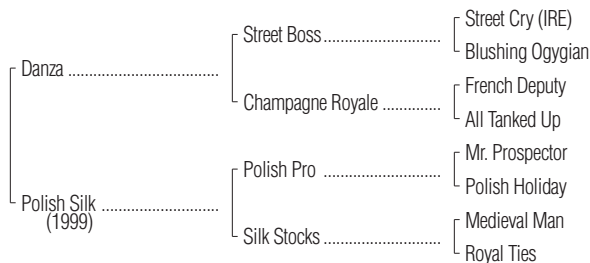 Street Cry (IRE)
Street Boss..............................
Blushing Ogygian
Danza ......................................
French Deputy
Champagne Royale ...............
All Tanked Up
Mr. Prospector
Polish Pro ..............................
Polish Holiday
Polish Silk ..............................
(1999)
Medieval Man
Silk Stocks..............................
Royal Ties